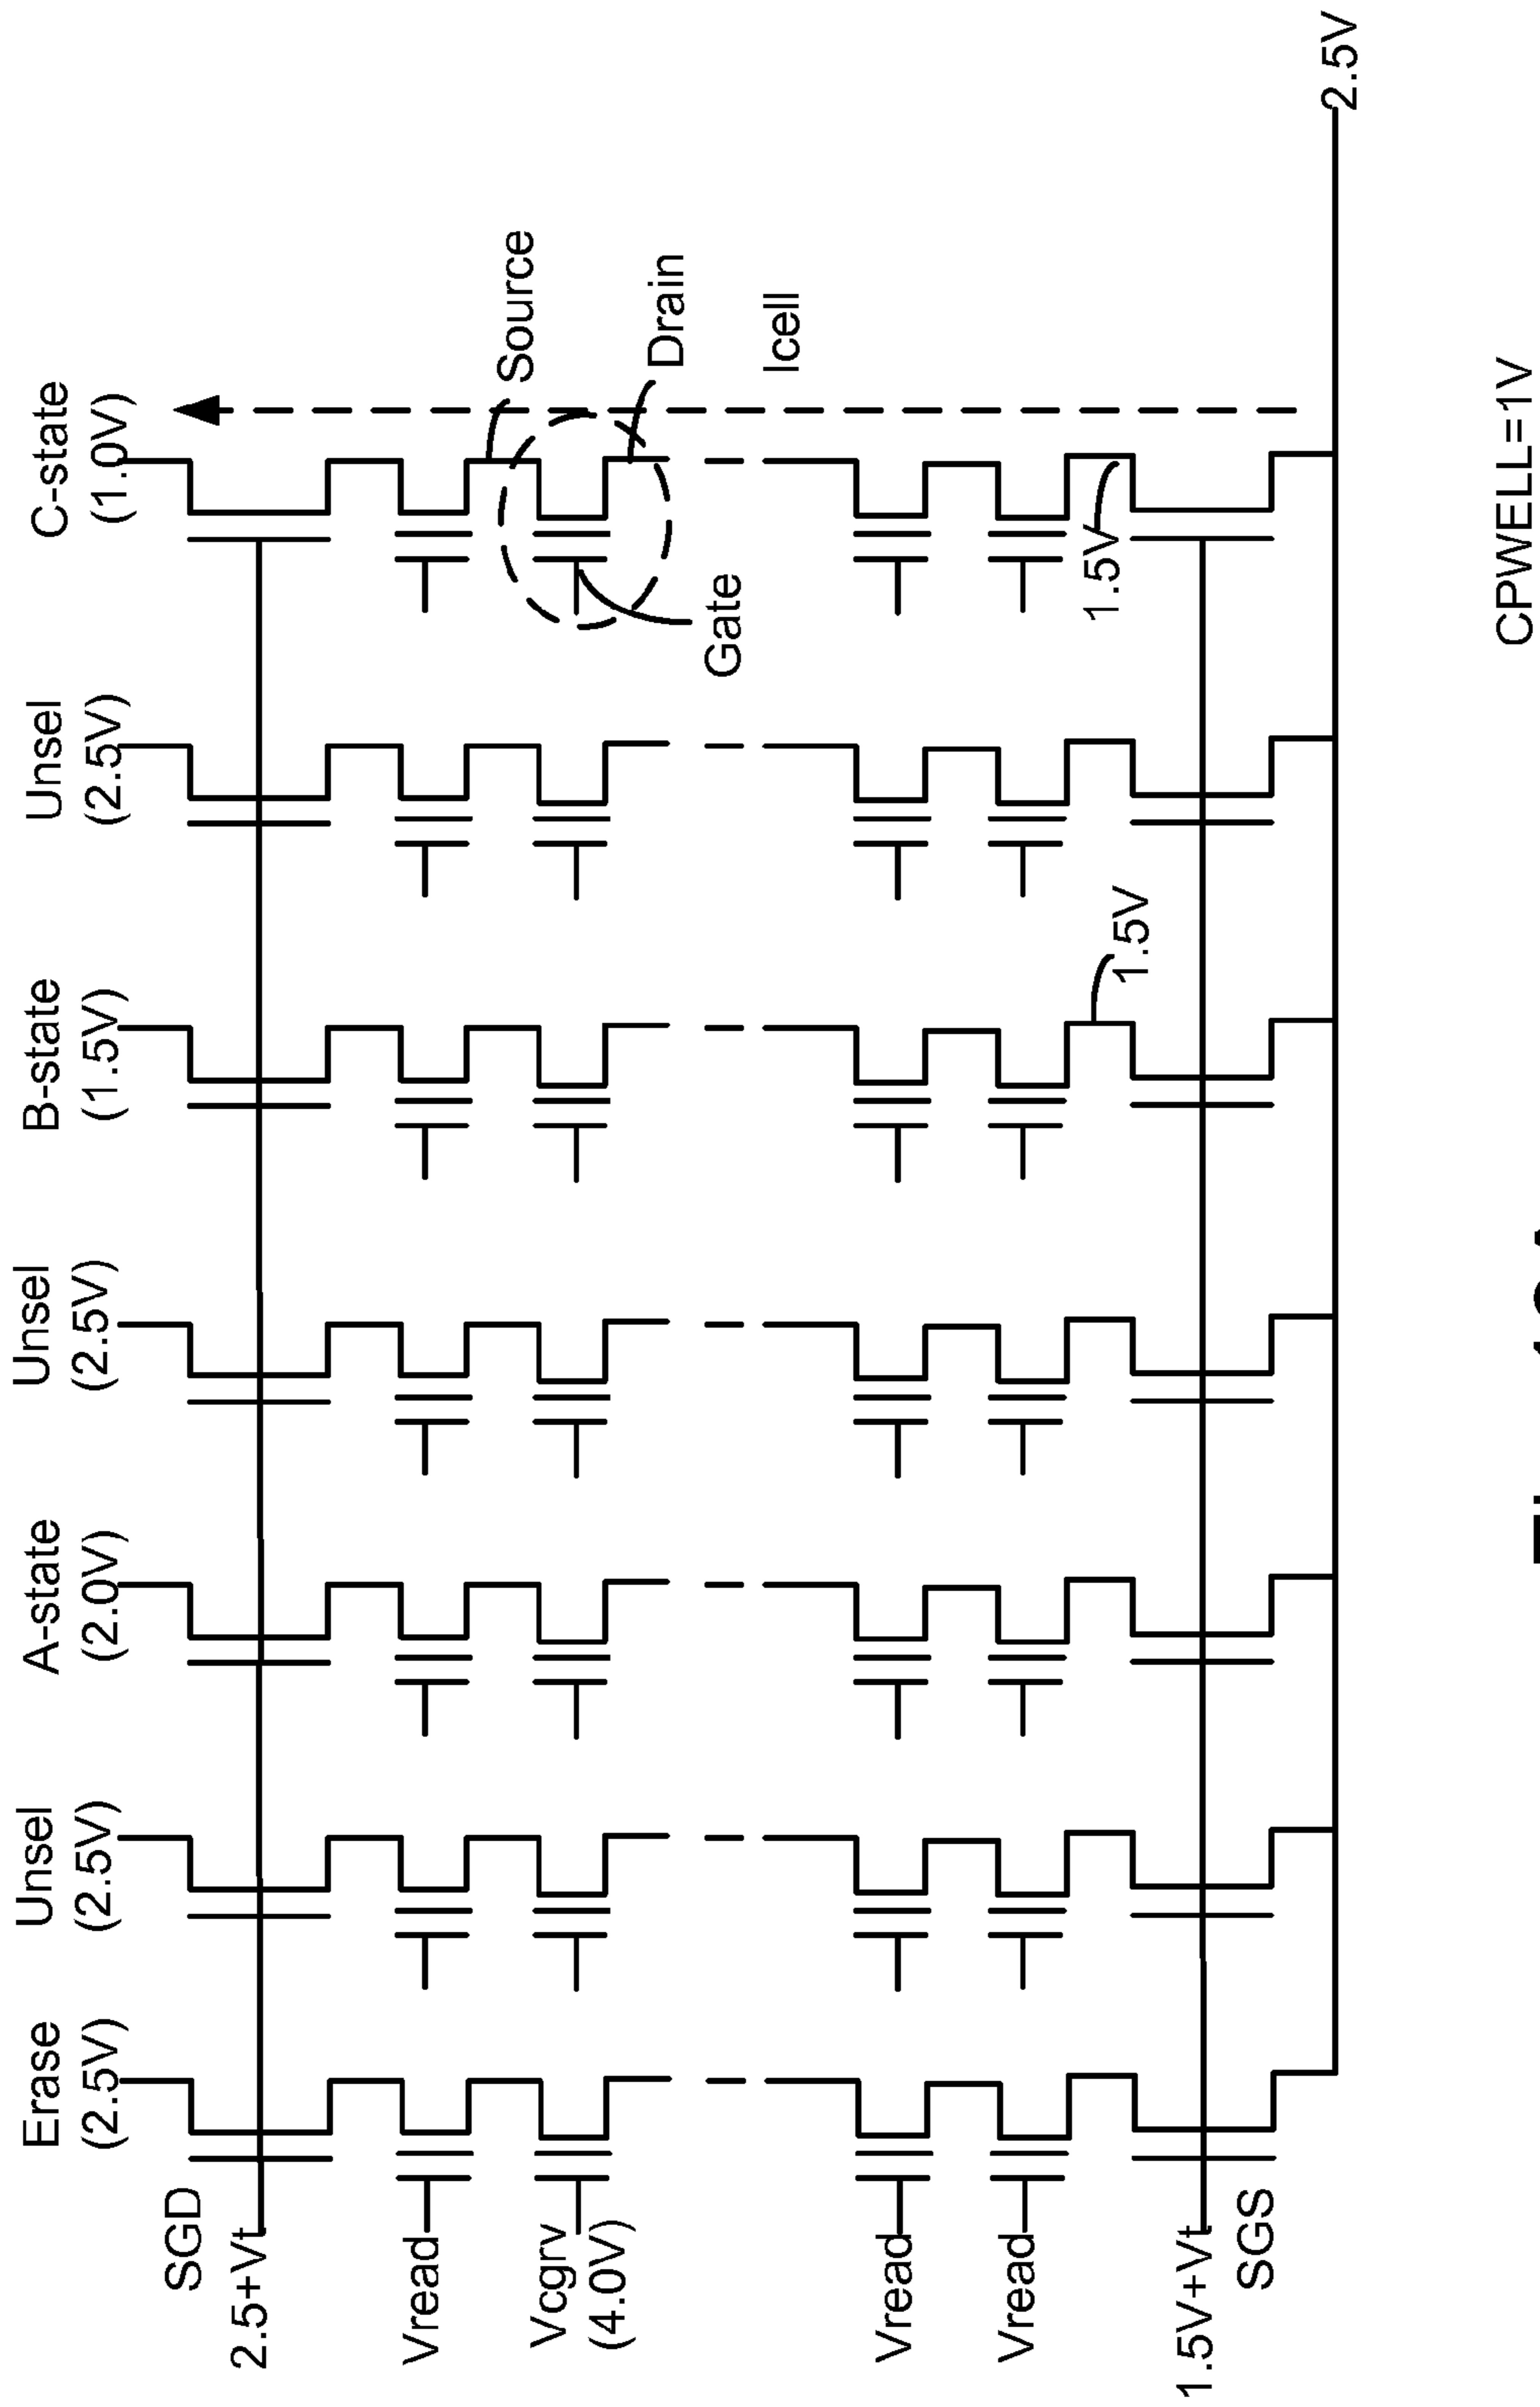 Erase
(2.5V)
Unsel
(2.5V)
A-state
(2.0V)
Unsel
(2.5V)
B-state
(1.5V)
Unsel
(2.5V)
C-state
(1.0V)
SGD
2.5+Vt
Vread
Vcgrv
(4.0V)
Source
Drain
Gate
Icell
Vread
Vread
1.5V
1.5V
1.5V+Vt
SGS
2.5V
CPWELL=1V